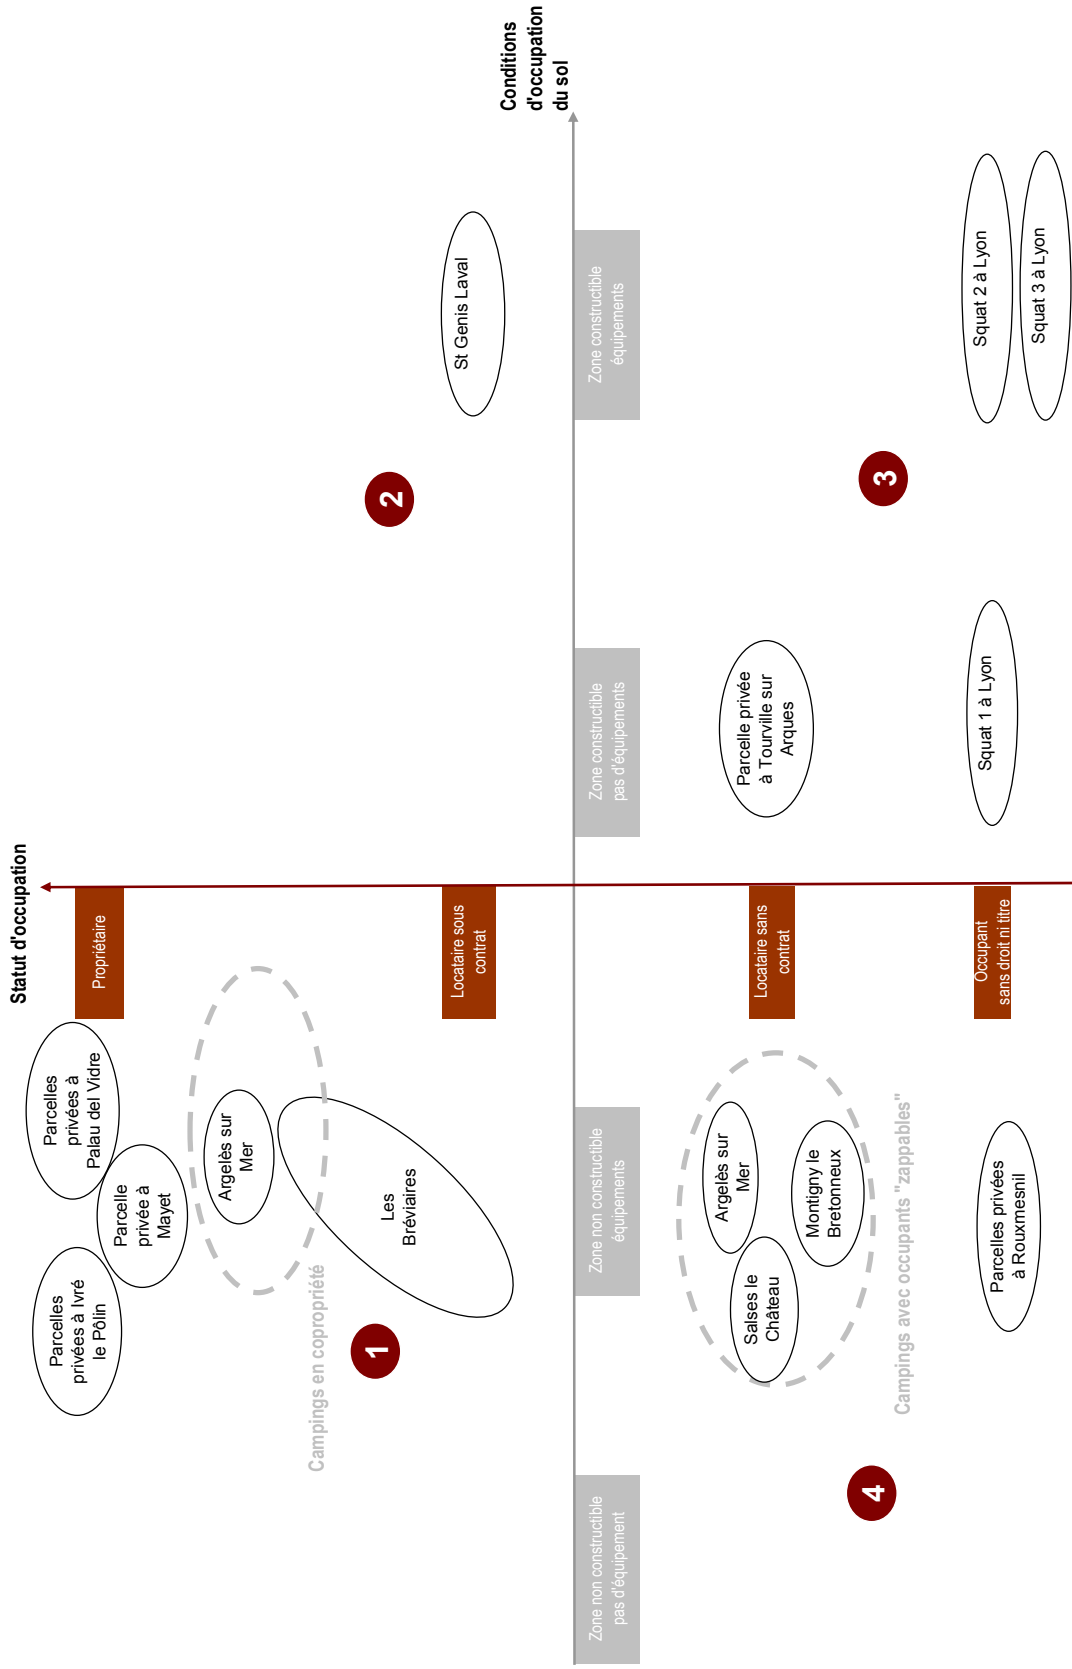 Statut d'occupation
Conditions
d'occupation
du sol
Propriétaire
Locataire sous
contrat
Locataire sans
contrat
Occupant
sans droit ni titre
Zone non constructible
pas d'équipement
Zone non constructible
équipements
Zone constructible
pas d'équipements
Zone constructible
équipements
Parcelles
privées à Ivré
le Pôlin
Parcelle
privée à
Mayet
Parcelles
privées à
Palau del Vidre
Argelès sur
Mer
Les
Bréviaires
Campings en copropriété
1
2
St Genis Laval
Salses le
Château
Argelès sur
Mer
Montigny le
Bretonneux
Campings avec occupants "zappables"
4
Parcelles privées
à Rouxmesnil
Parcelle privée
à Tourville sur
Arques
3
Squat 1 à Lyon
Squat 2 à Lyon
Squat 3 à Lyon